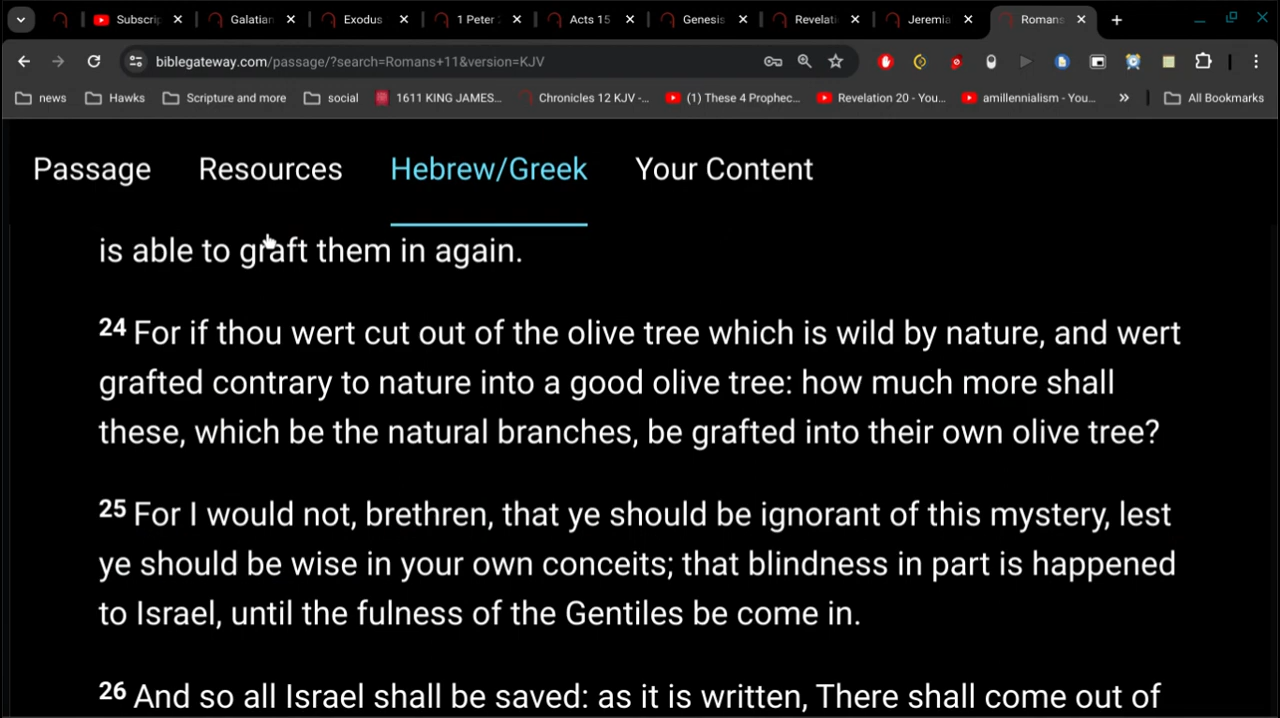 Subscrip
Galatian
Exodus
1 Peter
Acts 15
Genesis
Revelati
Jeremia
Romans
biblegateway.com/passage/?search=Romans+11&version=KJV
news
Hawks
Scripture and more
social
1611 KING JAMES...
Chronicles 12 KJV -...
(1) These 4 Prophec...
Revelation 20 - You...
amillennialism - You...
All Bookmarks
Passage Resources Hebrew/Greek Your Content
is able to graft them in again.
24 For if thou wert cut out of the olive tree which is wild by nature, and wert
grafted contrary to nature into a good olive tree: how much more shall
these, which be the natural branches, be grafted into their own olive tree?
25 For I would not, brethren, that ye should be ignorant of this mystery, lest
ye should be wise in your own conceits; that blindness in part is happened
to Israel, until the fulness of the Gentiles be come in.
26 And so all Israel shall be saved: as it is written, There shall come out of